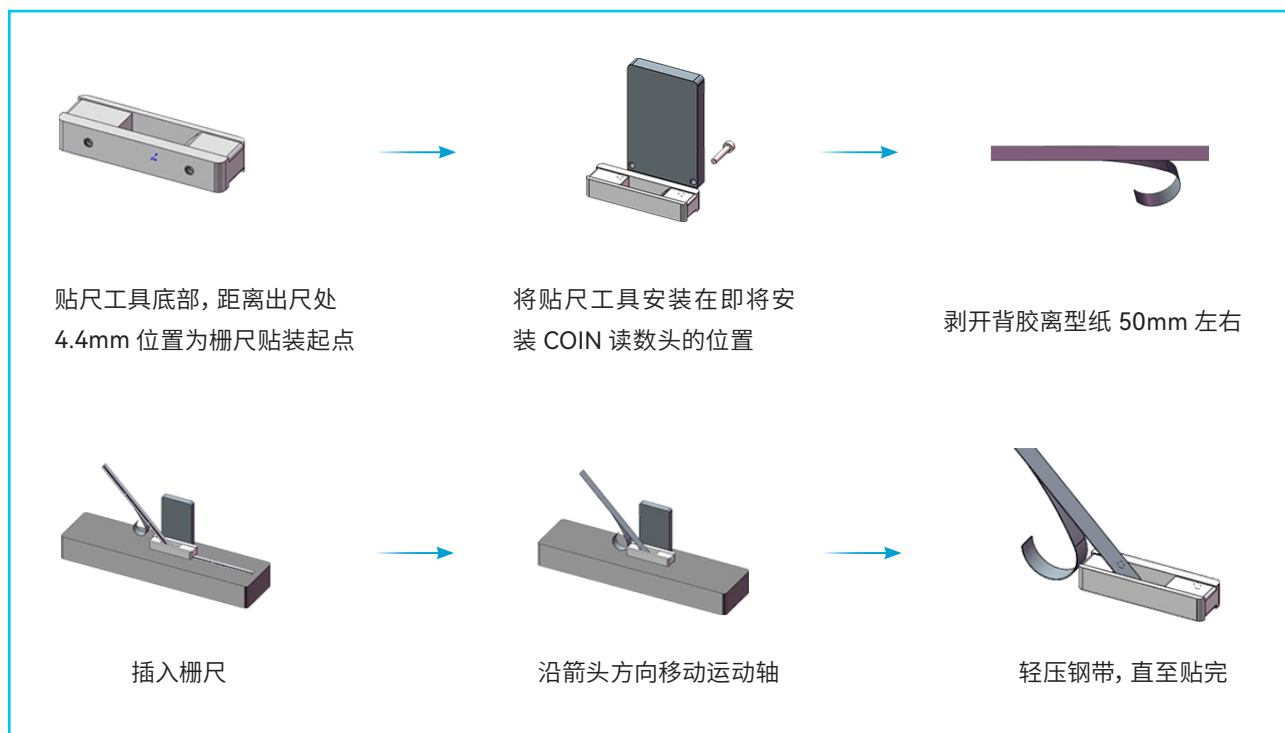 贴尺工具底部，距离出尺处
4.4mm 位置为栅尺贴装起点
将贴尺工具安装在即将安
装 COIN 读数头的位置
剥开背胶离型纸 50mm 左右
插入栅尺
沿箭头方向移动运动轴
轻压钢带，直至贴完